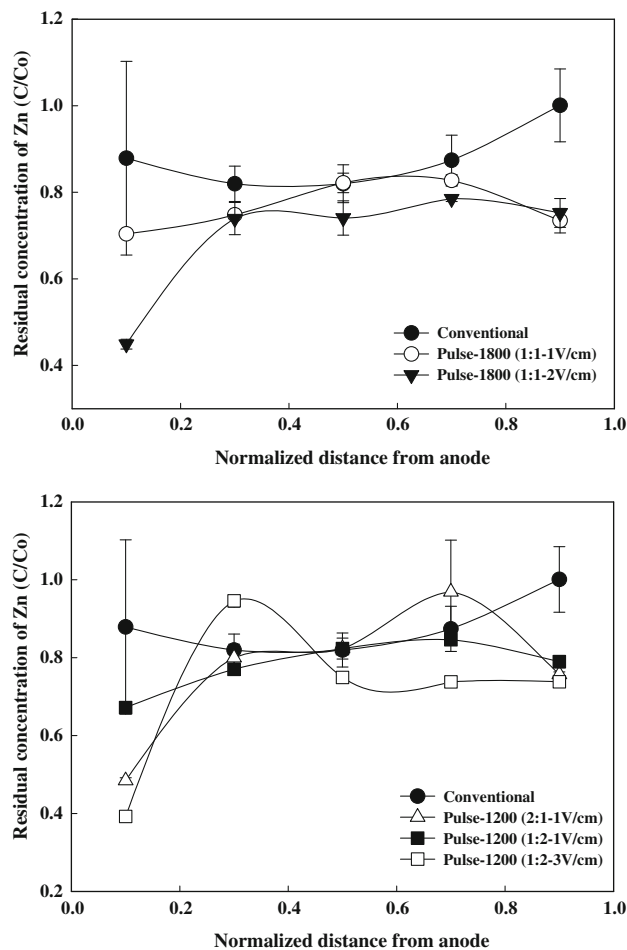 1.2
1.0
0.8
0.6
0.4
Residual concentration of Zn (C/Co)
Conventional
Pulse-1800 (1:1-1V/cm)
Pulse-1800 (1:1-2V/cm)
0.0 0.2 0.4 0.6 0.8 1.0
Normalized distance from anode
1.2
1.0
0.8
0.6
0.4
0.2
Residual concentration of Zn (C/Co)
Conventional
Pulse-1200 (2:1-1V/cm)
Pulse-1200 (1:2-1V/cm)
Pulse-1200 (1:2-3V/cm)
0.0 0.2 0.4 0.6 0.8 1.0
Normalized distance from anode